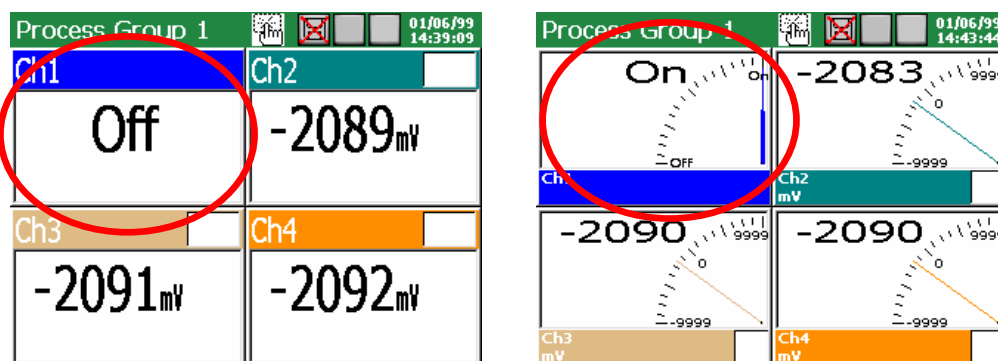 Process Group 1
01/06/99
14:39:09
Ch1
Ch2
Off
-2089mV
Ch3
Ch4
-2091mV
-2092mV
Process Group 1
01/06/99
14:43:44
On
On
OFF
Ch1
-2083
9999
0
-9999
Ch2
mV
-2090
9999
0
-9999
Ch3
mV
-2090
9999
0
-9999
Ch4
mV